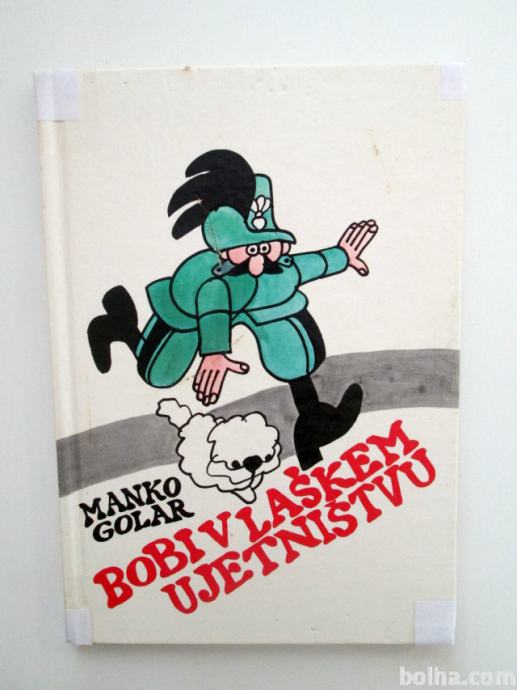 MANKO
GOLAR
BOBI V LAŠKEM
UJETNIŠTVU
bolha.com